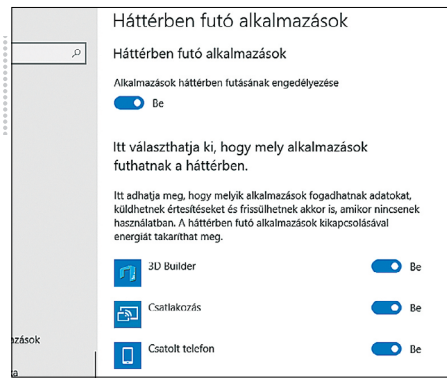 Háttérben futó alkalmazások
Háttérben futó alkalmazások
Alkalmazások háttérben futásának engedélyezése
Be
Itt választhatja ki, hogy mely alkalmazások
futhatnak a háttérben.
Itt adhatja meg, hogy melyik alkalmazások fogadhatnak adatokat,
küldhetnek értesítéseket és frissülhetnek akkor is, amikor nincsenek
használatban. A háttérben futó alkalmazások kikapcsolásával
energiát takaríthat meg.
3D Builder Be
Csatlakozás Be
Csatolt telefon Be